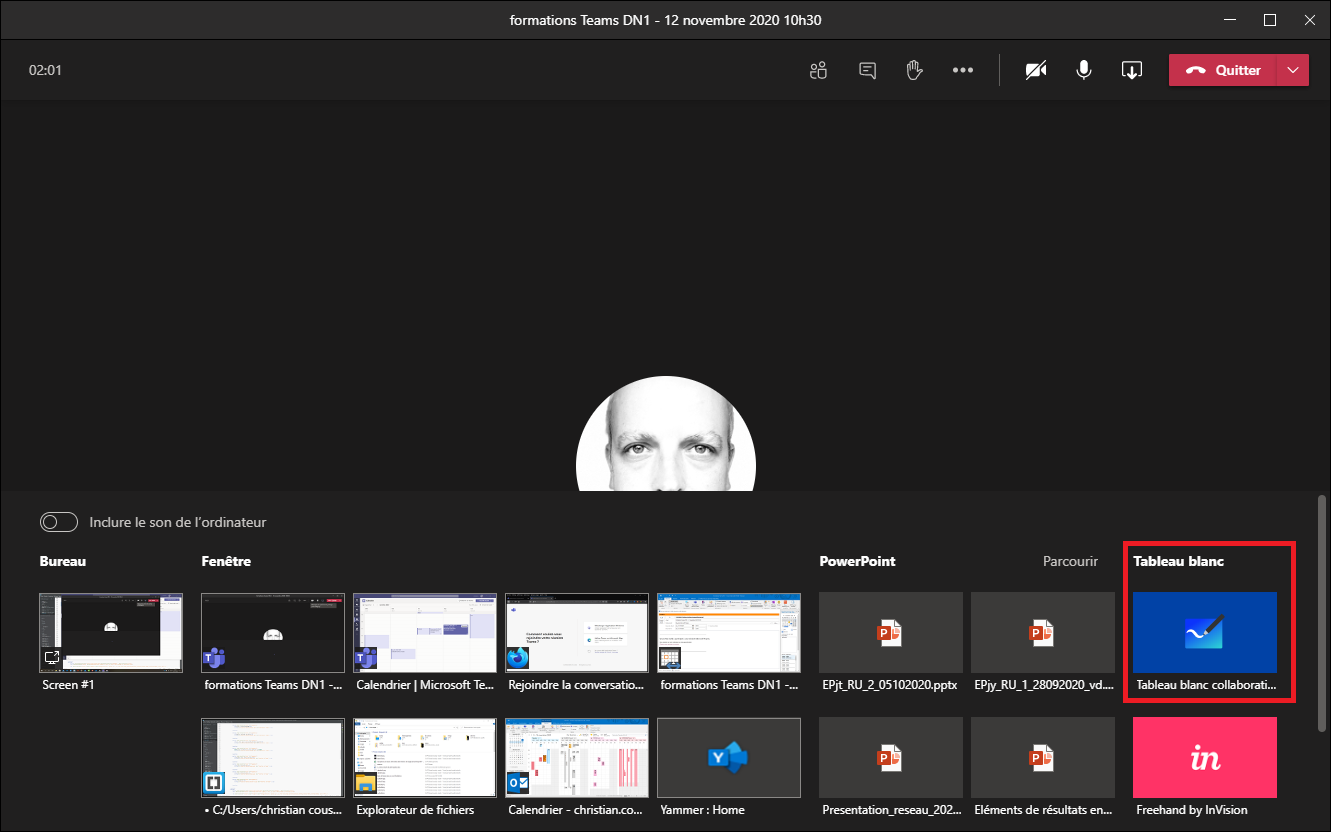 formations Teams DN1 - 12 novembre 2020 10h30
02:01
Quitter
Inclure le son de l'ordinateur
Bureau
Fenêtre
PowerPoint
Parcourir
Tableau blanc
Screen #1
formations Teams DN1 -...
Calendrier | Microsoft Te...
Rejoindre la conversatio...
formations Teams DN1 -...
EPjt_RU_2_05102020.pptx
EPjy_RU_1_28092020_vd....
Tableau blanc collaborati...
• C:/Users/christian cous...
Explorateur de fichiers
Calendrier - christian.co...
Yammer : Home
Presentation_reseau_202...
Eléments de résultats en...
in
Freehand by InVision